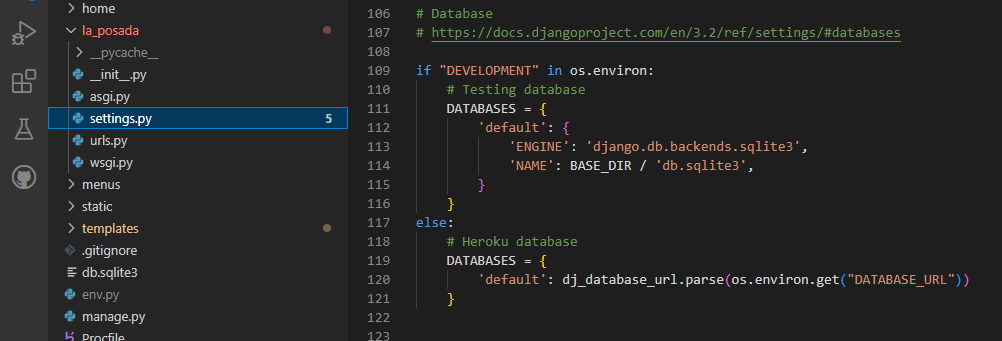 home
la_posada
__pycache__
__init__.py
asgi.py
settings.py 5
urls.py
wsgi.py
menus
static
templates
.gitignore
db.sqlite3
env.py
manage.py
Procfile
106 # Database
107 # https://docs.djangoproject.com/en/3.2/ref/settings/#databases
108
109 if "DEVELOPMENT" in os.environ:
110     # Testing database
111     DATABASES = {
112         'default': {
113             'ENGINE': 'django.db.backends.sqlite3',
114             'NAME': BASE_DIR / 'db.sqlite3',
115         }
116     }
117 else:
118     # Heroku database
119     DATABASES = {
120         'default': dj_database_url.parse(os.environ.get("DATABASE_URL"))
121     }
122
123